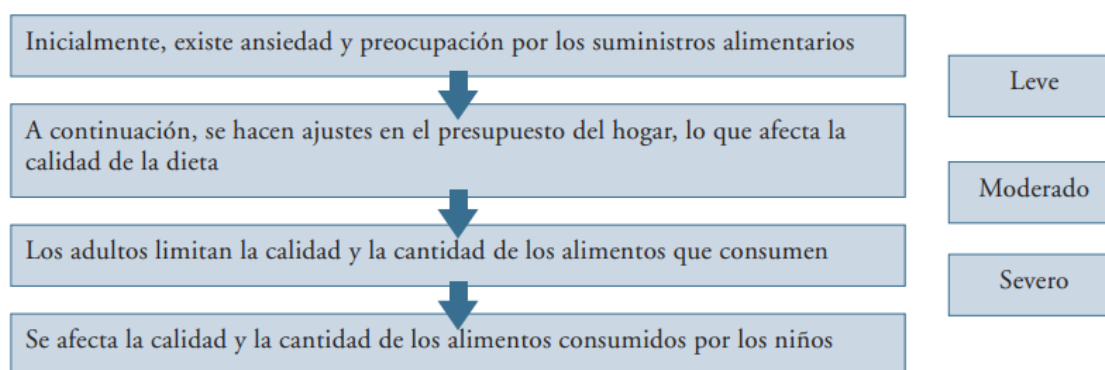 Inicialmente, existe ansiedad y preocupación por los suministros alimentarios
Leve
A continuación, se hacen ajustes en el presupuesto del hogar, lo que afecta la
calidad de la dieta
Moderado
Los adultos limitan la calidad y la cantidad de los alimentos que consumen
Severo
Se afecta la calidad y la cantidad de los alimentos consumidos por los niños